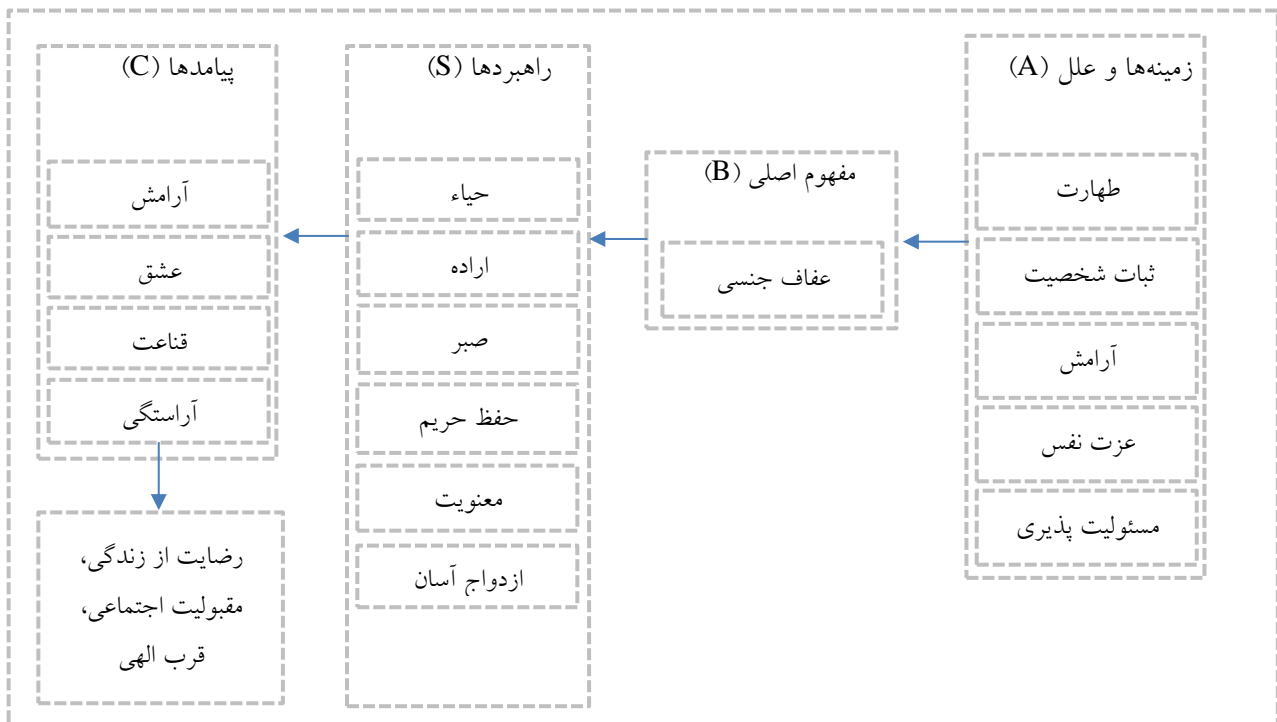 زمینه‌ها و علل (A)
طهارت
ثبات شخصیت
آرامش
عزت نفس
مسئولیت پذیری
مفهوم اصلی (B)
عفاف جنسی
راهبردها (S)
حیاء
اراده
صبر
حفظ حریم
معنویت
ازدواج آسان
پیامدها (C)
آرامش
عشق
قناعت
آراستگی
رضایت از زندگی،
مقبولیت اجتماعی،
قرب الهی